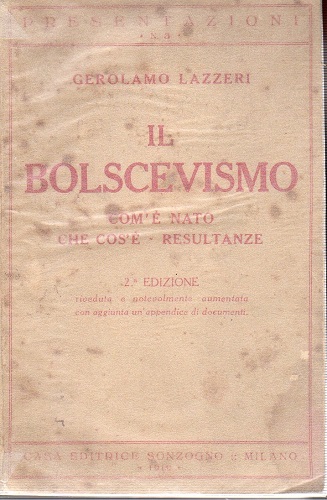 PRESENTAZIONI
GEROLAMO LAZZERI
IL
BOLSCEVISMO
COM'È NATO
CHE COS'È - RESULTANZE
2.ª EDIZIONE
riveduta e notevolmente aumentata
con aggiunta un'appendice di documenti.
CASA EDITRICE SONZOGNO - MILANO